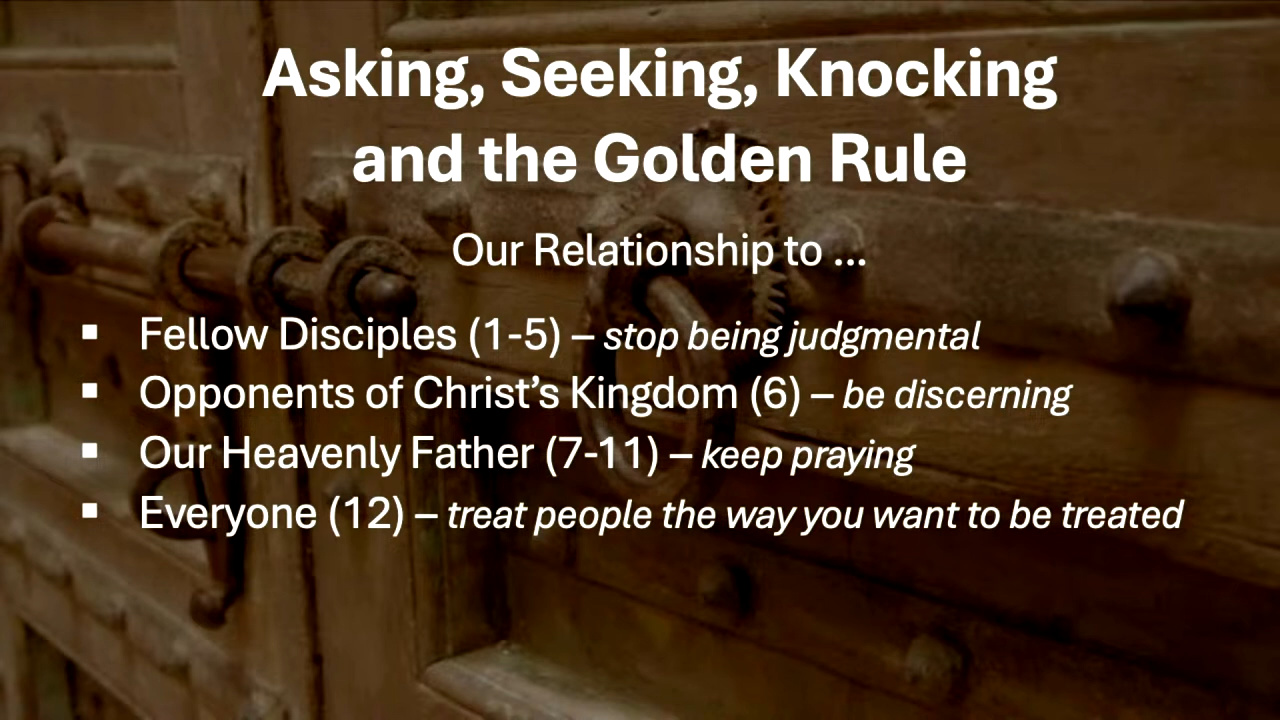 Asking, Seeking, Knocking
and the Golden Rule
Our Relationship to ...
▪ Fellow Disciples (1-5) – stop being judgmental
▪ Opponents of Christ’s Kingdom (6) – be discerning
▪ Our Heavenly Father (7-11) – keep praying
▪ Everyone (12) – treat people the way you want to be treated